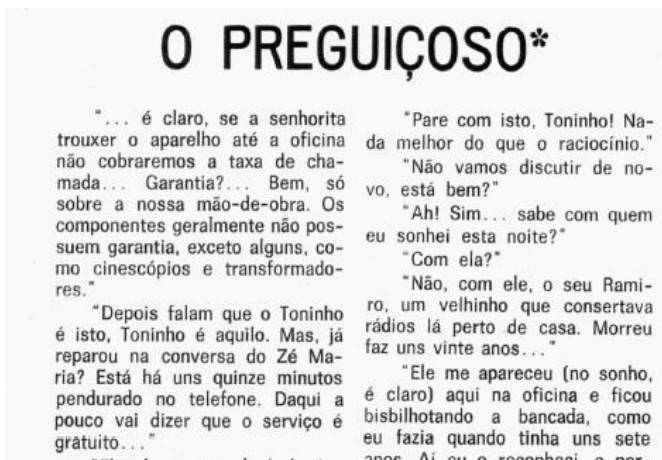 O PREGUIÇOSO*
"... é claro, se a senhorita
trouxer o aparelho até a oficina
não cobraremos a taxa de cha-
mada... Garantia?... Bem, só
sobre a nossa mão-de-obra. Os
componentes geralmente não pos-
suem garantia, exceto alguns, co-
mo cinescópios e transformado-
res."
"Depois falam que o Toninho
é isto, Toninho é aquilo. Mas, já
reparou na conversa do Zé Ma-
ria? Está há uns quinze minutos
pendurado no telefone. Daqui a
pouco vai dizer que o serviço é
gratuito..."
"Pare com isto, Toninho! Na-
da melhor do que o raciocínio."
"Não vamos discutir de no-
vo, está bem?"
"Ah! Sim... sabe com quem
eu sonhei esta noite?"
"Com ela?"
"Não, com ele, o seu Rami-
ro, um velhinho que consertava
rádios lá perto de casa. Morreu
faz uns vinte anos..."
"Ele me apareceu (no sonho,
é claro) aqui na oficina e ficou
bisbilhotando a bancada, como
eu fazia quando tinha uns sete
anos. Aí eu o reconheci, e por-